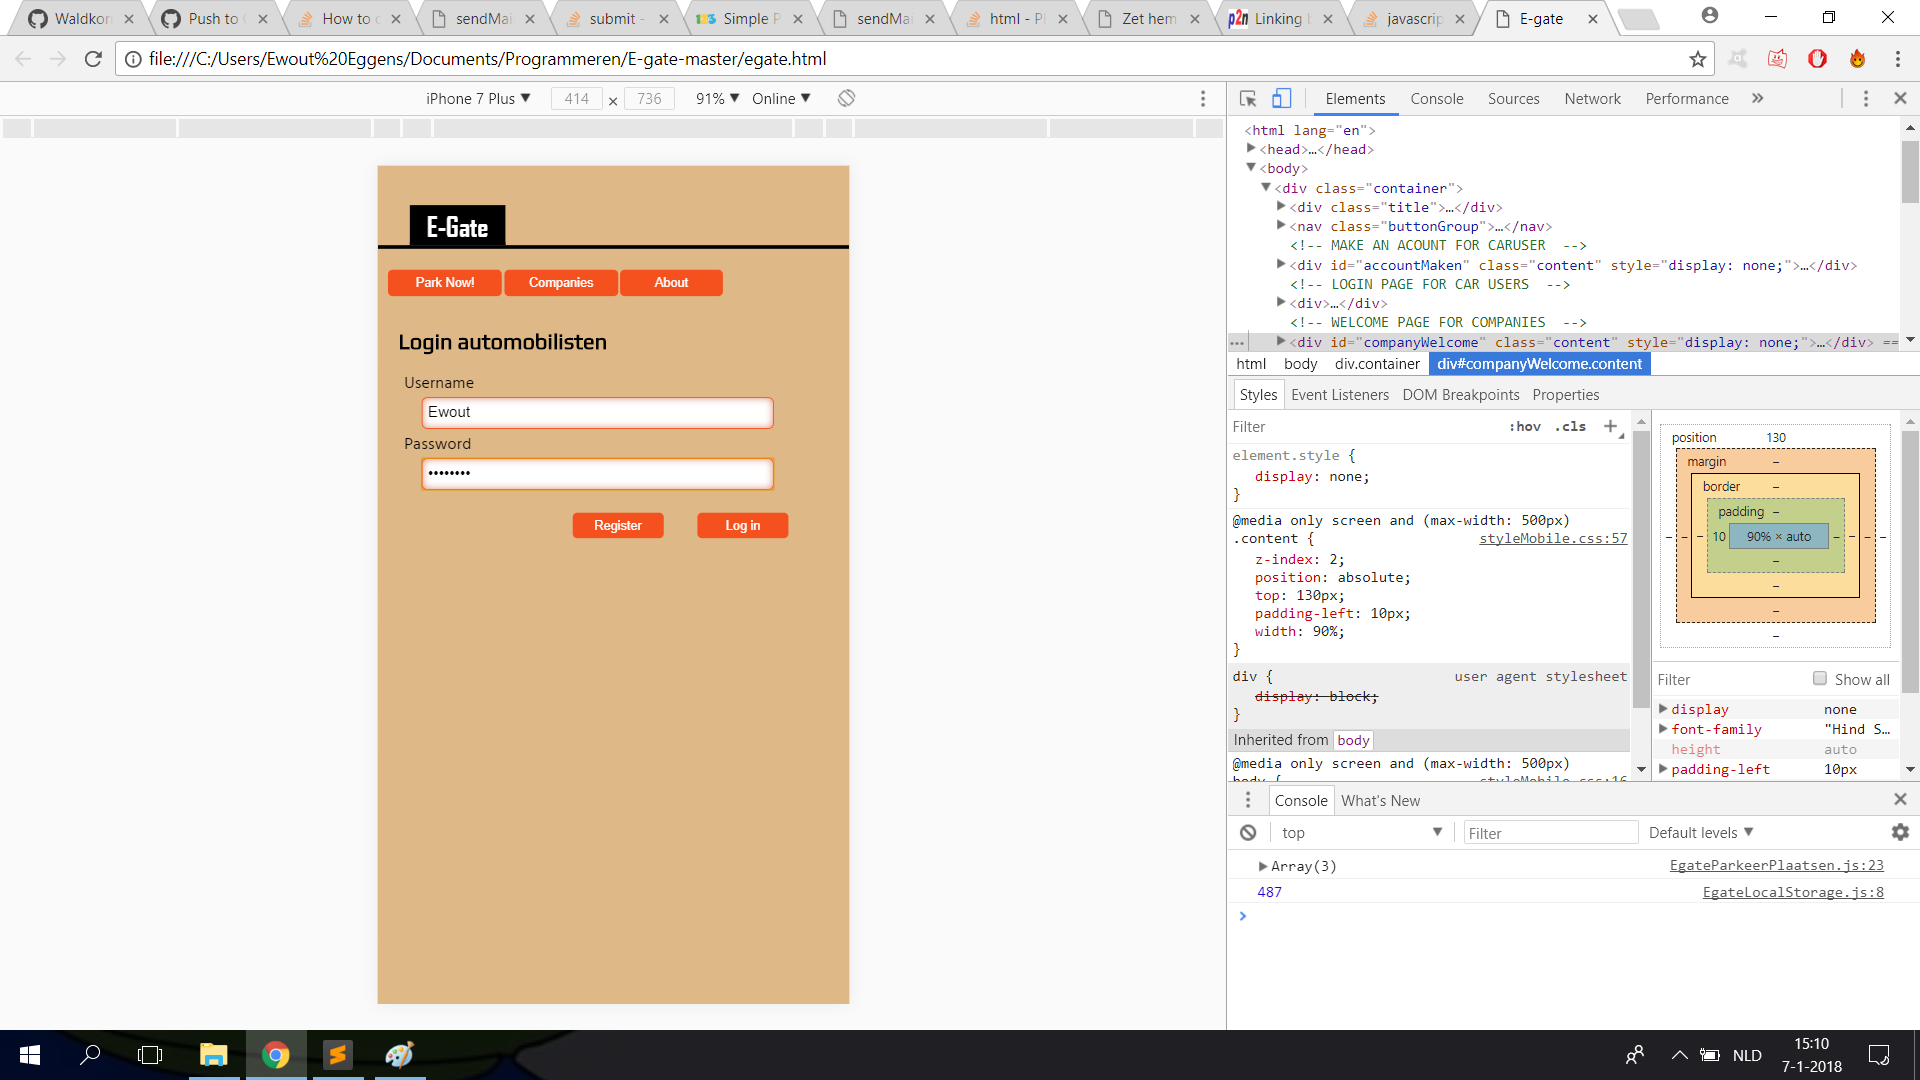 Waldkor
Push to
How to
sendMai
submit -
Simple P
sendMai
html - P
Zet hem
Linking
javascrip
E-gate
file:///C:/Users/Ewout%20Eggens/Documents/Programmeren/E-gate-master/egate.html
iPhone 7 Plus ▼ 414 × 736 91% ▼ Online ▼
E-Gate
Park Now! Companies About
Login automobilisten
Username
Ewout
Password
••••••••
Register Log in
Elements Console Sources Network Performance »
<html lang="en">
▶<head>…</head>
▼<body>
▼<div class="container">
▶<div class="title">…</div>
▶<nav class="buttonGroup">…</nav>
<!-- MAKE AN ACOUNT FOR CARUSER -->
▶<div id="accountMaken" class="content" style="display: none;">…</div>
<!-- LOGIN PAGE FOR CAR USERS -->
▶<div>…</div>
<!-- WELCOME PAGE FOR COMPANIES -->
… ▶<div id="companyWelcome" class="content" style="display: none;">…</div> ==
html body div.container div#companyWelcome.content
Styles Event Listeners DOM Breakpoints Properties
Filter :hov .cls +
element.style {
display: none;
}
@media only screen and (max-width: 500px)
.content { styleMobile.css:57
z-index: 2;
position: absolute;
top: 130px;
padding-left: 10px;
width: 90%;
}
div { user agent stylesheet
display: block;
}
Inherited from body
@media only screen and (max-width: 500px)
body { styleMobile.css:16
position 130
margin –
border –
padding –
– – – 10 90% × auto – – – –
–
–
–
–
Filter Show all
▶display none
▶font-family "Hind S…
height auto
▶padding-left 10px
Console What's New
top ▼ Filter Default levels ▼
▶Array(3) EgateParkeerPlaatsen.js:23
487 EgateLocalStorage.js:8
>
NLD
15:10
7-1-2018